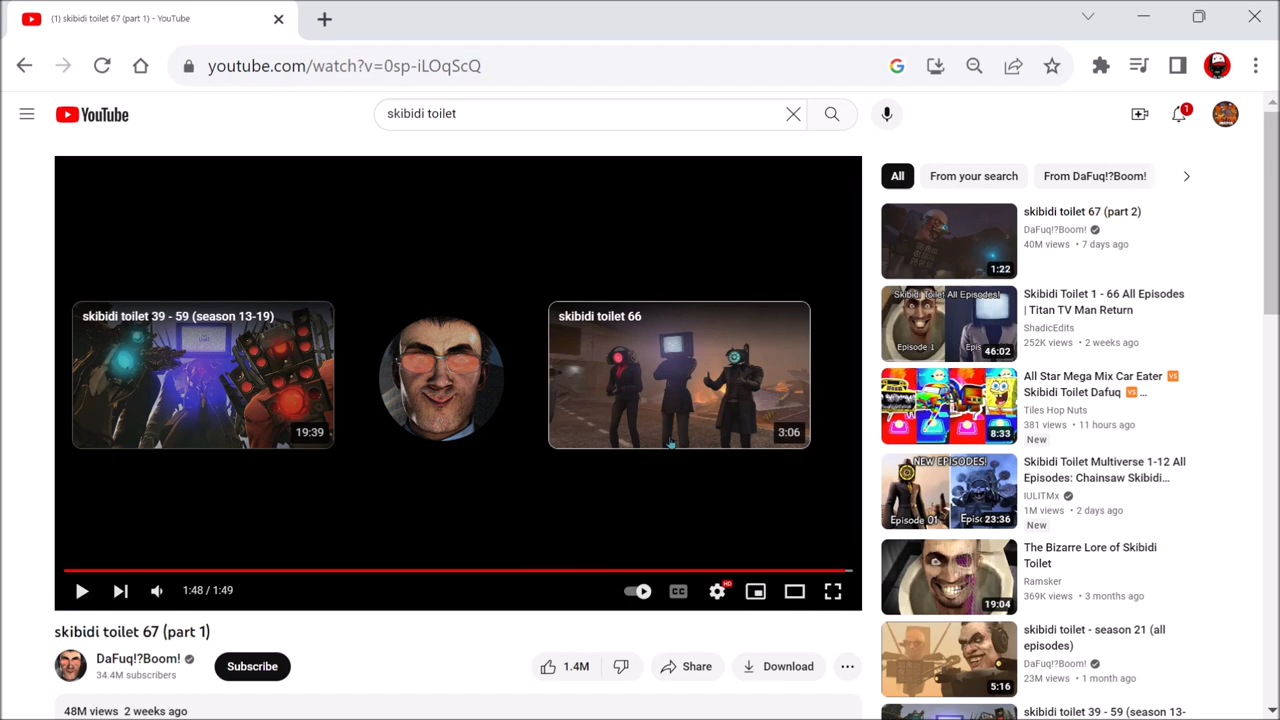 (1) skibidi toilet 67 (part 1) - YouTube
youtube.com/watch?v=0sp-iLOqScQ
YouTube
skibidi toilet
1
skibidi toilet 39 - 59 (season 13-19)
19:39
skibidi toilet 66
3:06
1:48 / 1:49
HD
CC
skibidi toilet 67 (part 1)
DaFuq!?Boom!
34.4M subscribers
Subscribe
1.4M
Share
Download
48M views 2 weeks ago
All
From your search
From DaFuq!?Boom!
skibidi toilet 67 (part 2)
DaFuq!?Boom!
40M views • 7 days ago
1:22
Skibidi Toilet All Episodes!
Episode 1
46:02
Skibidi Toilet 1 - 66 All Episodes
| Titan TV Man Return
ShadicEdits
252K views • 2 weeks ago
8:33
All Star Mega Mix Car Eater 🆚
Skibidi Toilet Dafuq 🆚 …
Tiles Hop Nuts
381 views • 11 hours ago
New
NEW EPISODES!
Episode 01
23:36
Skibidi Toilet Multiverse 1-12 All
Episodes: Chainsaw Skibidi…
IULITMx
1M views • 2 days ago
New
19:04
The Bizarre Lore of Skibidi
Toilet
Ramsker
369K views • 3 months ago
5:16
skibidi toilet - season 21 (all
episodes)
DaFuq!?Boom!
23M views • 1 month ago
skibidi toilet 39 - 59 (season 13-